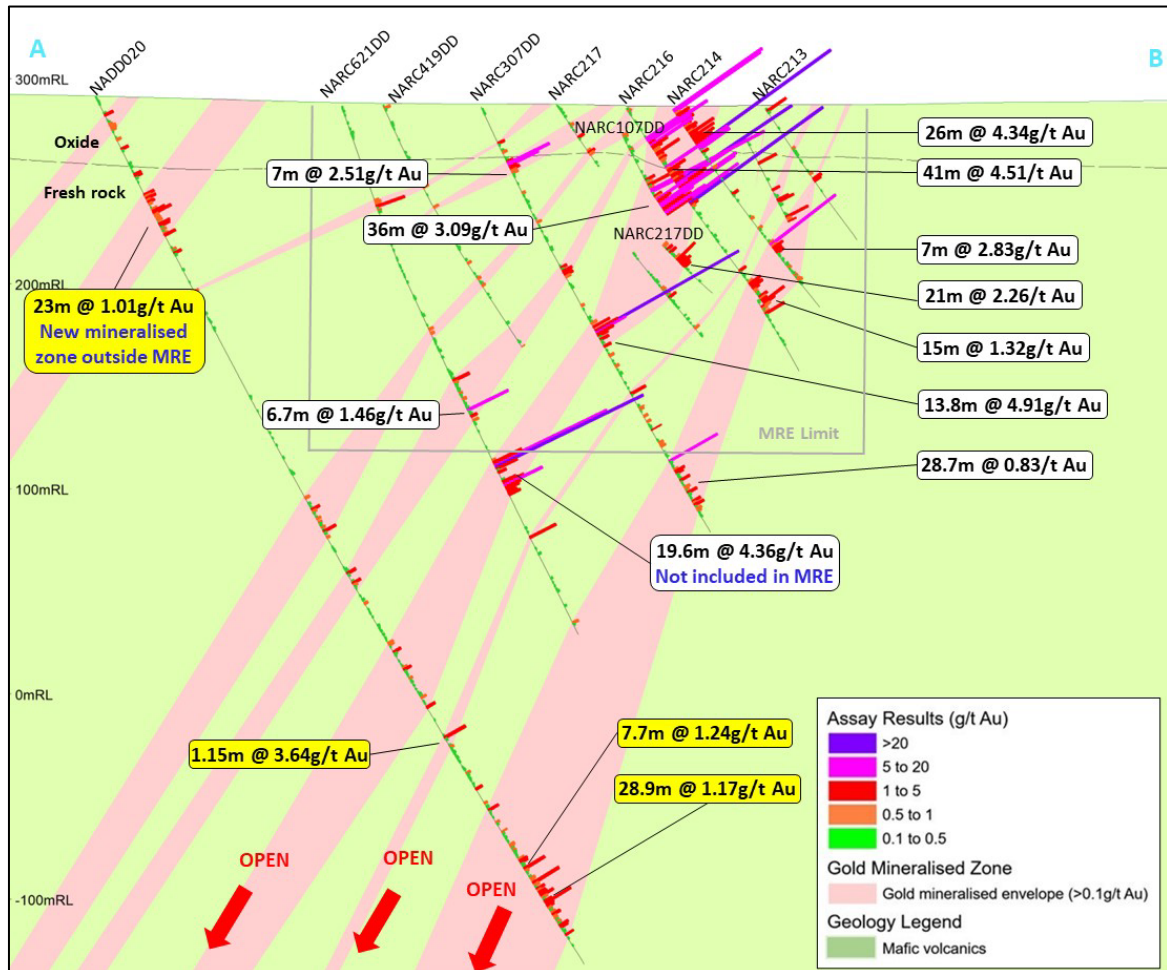 A
B
NADD020
NARC621DD
NARC419DD
NARC307DD
NARC217
NARC216
NARC214
NARC213
300mRL
NARC107DD
Oxide
26m @ 4.34g/t Au
7m @ 2.51g/t Au
41m @ 4.51/t Au
Fresh rock
36m @ 3.09g/t Au
NARC217DD
7m @ 2.83g/t Au
200mRL
21m @ 2.26/t Au
23m @ 1.01g/t Au
New mineralised
zone outside MRE
15m @ 1.32g/t Au
6.7m @ 1.46g/t Au
13.8m @ 4.91g/t Au
MRE Limit
28.7m @ 0.83/t Au
100mRL
19.6m @ 4.36g/t Au
Not included in MRE
0mRL
7.7m @ 1.24g/t Au
1.15m @ 3.64g/t Au
28.9m @ 1.17g/t Au
OPEN
OPEN
OPEN
-100mRL
Assay Results (g/t Au)
>20
5 to 20
1 to 5
0.5 to 1
0.1 to 0.5
Gold Mineralised Zone
Gold mineralised envelope (>0.1g/t Au)
Geology Legend
Mafic volcanics